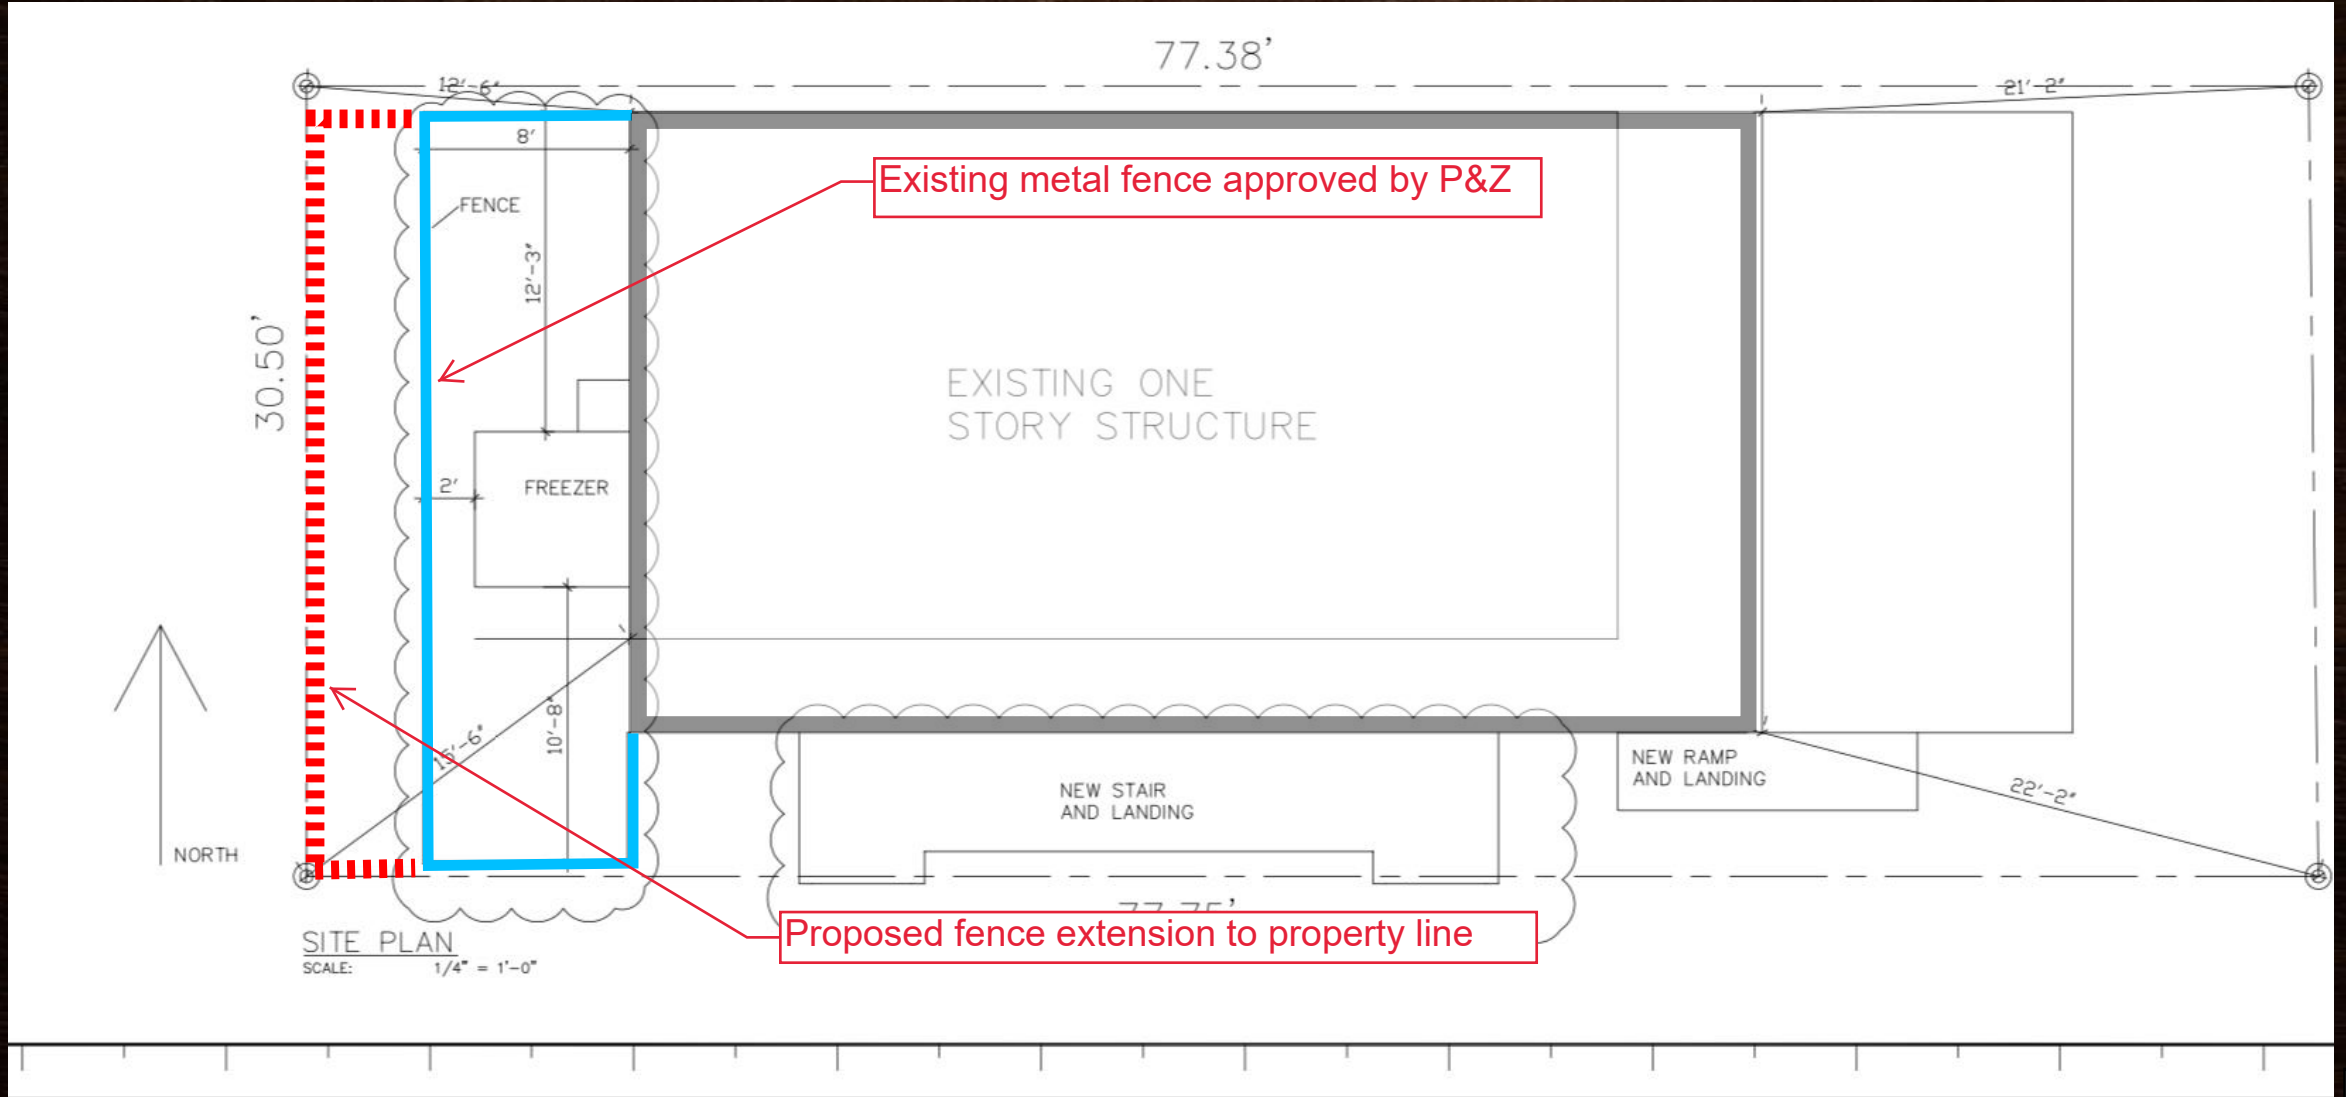 77.38'
12'-6"
21'-2"
8'
Existing metal fence approved by P&Z
FENCE
12'-3"
30.50'
EXISTING ONE
STORY STRUCTURE
2'
FREEZER
15'-6"
10'-8"
NEW RAMP
AND LANDING
NEW STAIR
AND LANDING
22'-2"
NORTH
Proposed fence extension to property line
SITE PLAN
SCALE: 1/4" = 1'-0"